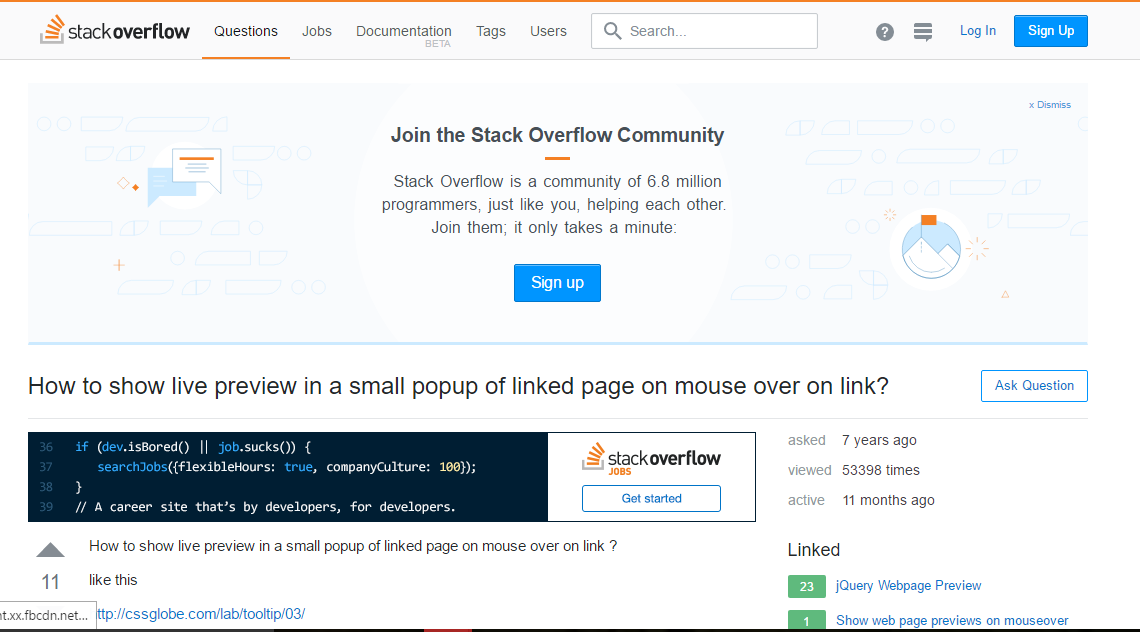 stackoverflow Questions Jobs Documentation Tags Users Search... ? Log In Sign Up
BETA
x Dismiss
Join the Stack Overflow Community
Stack Overflow is a community of 6.8 million
programmers, just like you, helping each other.
Join them; it only takes a minute:
Sign up
How to show live preview in a small popup of linked page on mouse over on link?
Ask Question
36 if (dev.isBored() || job.sucks()) {
37 searchJobs({flexibleHours: true, companyCulture: 100});
38 }
39 // A career site that's by developers, for developers.
stackoverflow
JOBS
Get started
asked 7 years ago
viewed 53398 times
active 11 months ago
How to show live preview in a small popup of linked page on mouse over on link ?
11
like this
ttp://cssglobe.com/lab/tooltip/03/
Linked
23 jQuery Webpage Preview
1 Show web page previews on mouseover
nt.xx.fbcdn.net...